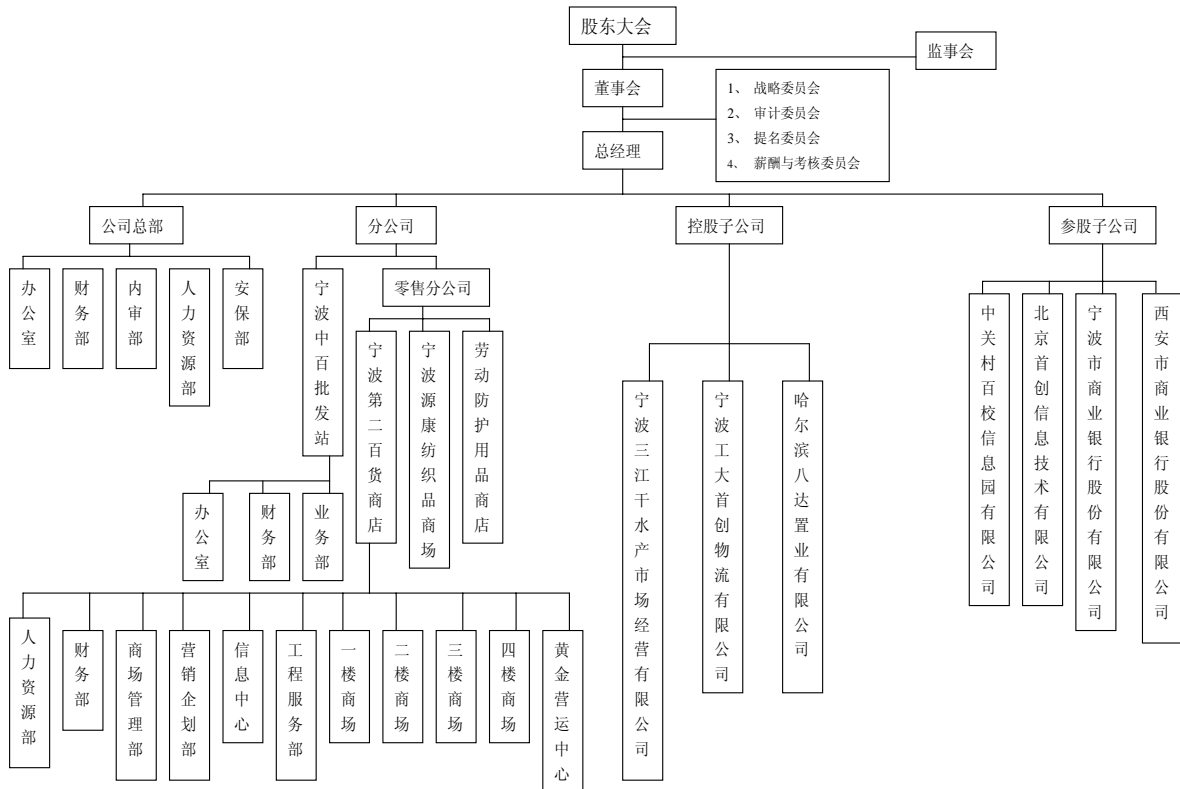 股东大会
监事会
董事会
1、 战略委员会
2、 审计委员会
3、 提名委员会
4、 薪酬与考核委员会
总经理
公司总部
分公司
控股子公司
参股子公司
办公室
财务部
内审部
人力资源部
安保部
宁波中百批发站
零售分公司
宁波第二百货商店
宁波源康纺织品商场
劳动防护用品商店
宁波三江干水产市场经营有限公司
宁波工大首创物流有限公司
哈尔滨八达置业有限公司
中关村百校信息园有限公司
北京首创信息技术有限公司
宁波市商业银行股份有限公司
西安市商业银行股份有限公司
办公室
财务部
业务部
人力资源部
财务部
商场管理部
营销企划部
信息中心
工程服务部
一楼商场
二楼商场
三楼商场
四楼商场
黄金营运中心